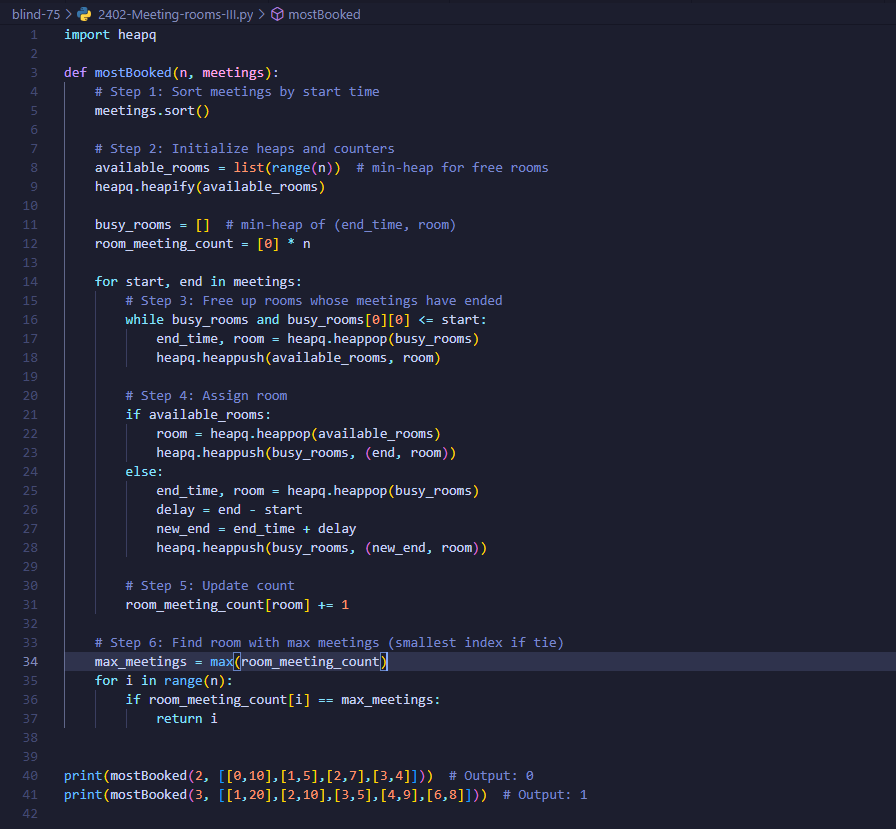 blind-75 > 2402-Meeting-rooms-III.py > mostBooked
1 import heapq
2
3 def mostBooked(n, meetings):
4     # Step 1: Sort meetings by start time
5     meetings.sort()
6
7     # Step 2: Initialize heaps and counters
8     available_rooms = list(range(n))  # min-heap for free rooms
9     heapq.heapify(available_rooms)
10
11     busy_rooms = []  # min-heap of (end_time, room)
12     room_meeting_count = [0] * n
13
14     for start, end in meetings:
15         # Step 3: Free up rooms whose meetings have ended
16         while busy_rooms and busy_rooms[0][0] <= start:
17             end_time, room = heapq.heappop(busy_rooms)
18             heapq.heappush(available_rooms, room)
19
20         # Step 4: Assign room
21         if available_rooms:
22             room = heapq.heappop(available_rooms)
23             heapq.heappush(busy_rooms, (end, room))
24         else:
25             end_time, room = heapq.heappop(busy_rooms)
26             delay = end - start
27             new_end = end_time + delay
28             heapq.heappush(busy_rooms, (new_end, room))
29
30         # Step 5: Update count
31         room_meeting_count[room] += 1
32
33     # Step 6: Find room with max meetings (smallest index if tie)
34     max_meetings = max(room_meeting_count)
35     for i in range(n):
36         if room_meeting_count[i] == max_meetings:
37             return i
38
39
40 print(mostBooked(2, [[0,10],[1,5],[2,7],[3,4]]))  # Output: 0
41 print(mostBooked(3, [[1,20],[2,10],[3,5],[4,9],[6,8]]))  # Output: 1
42